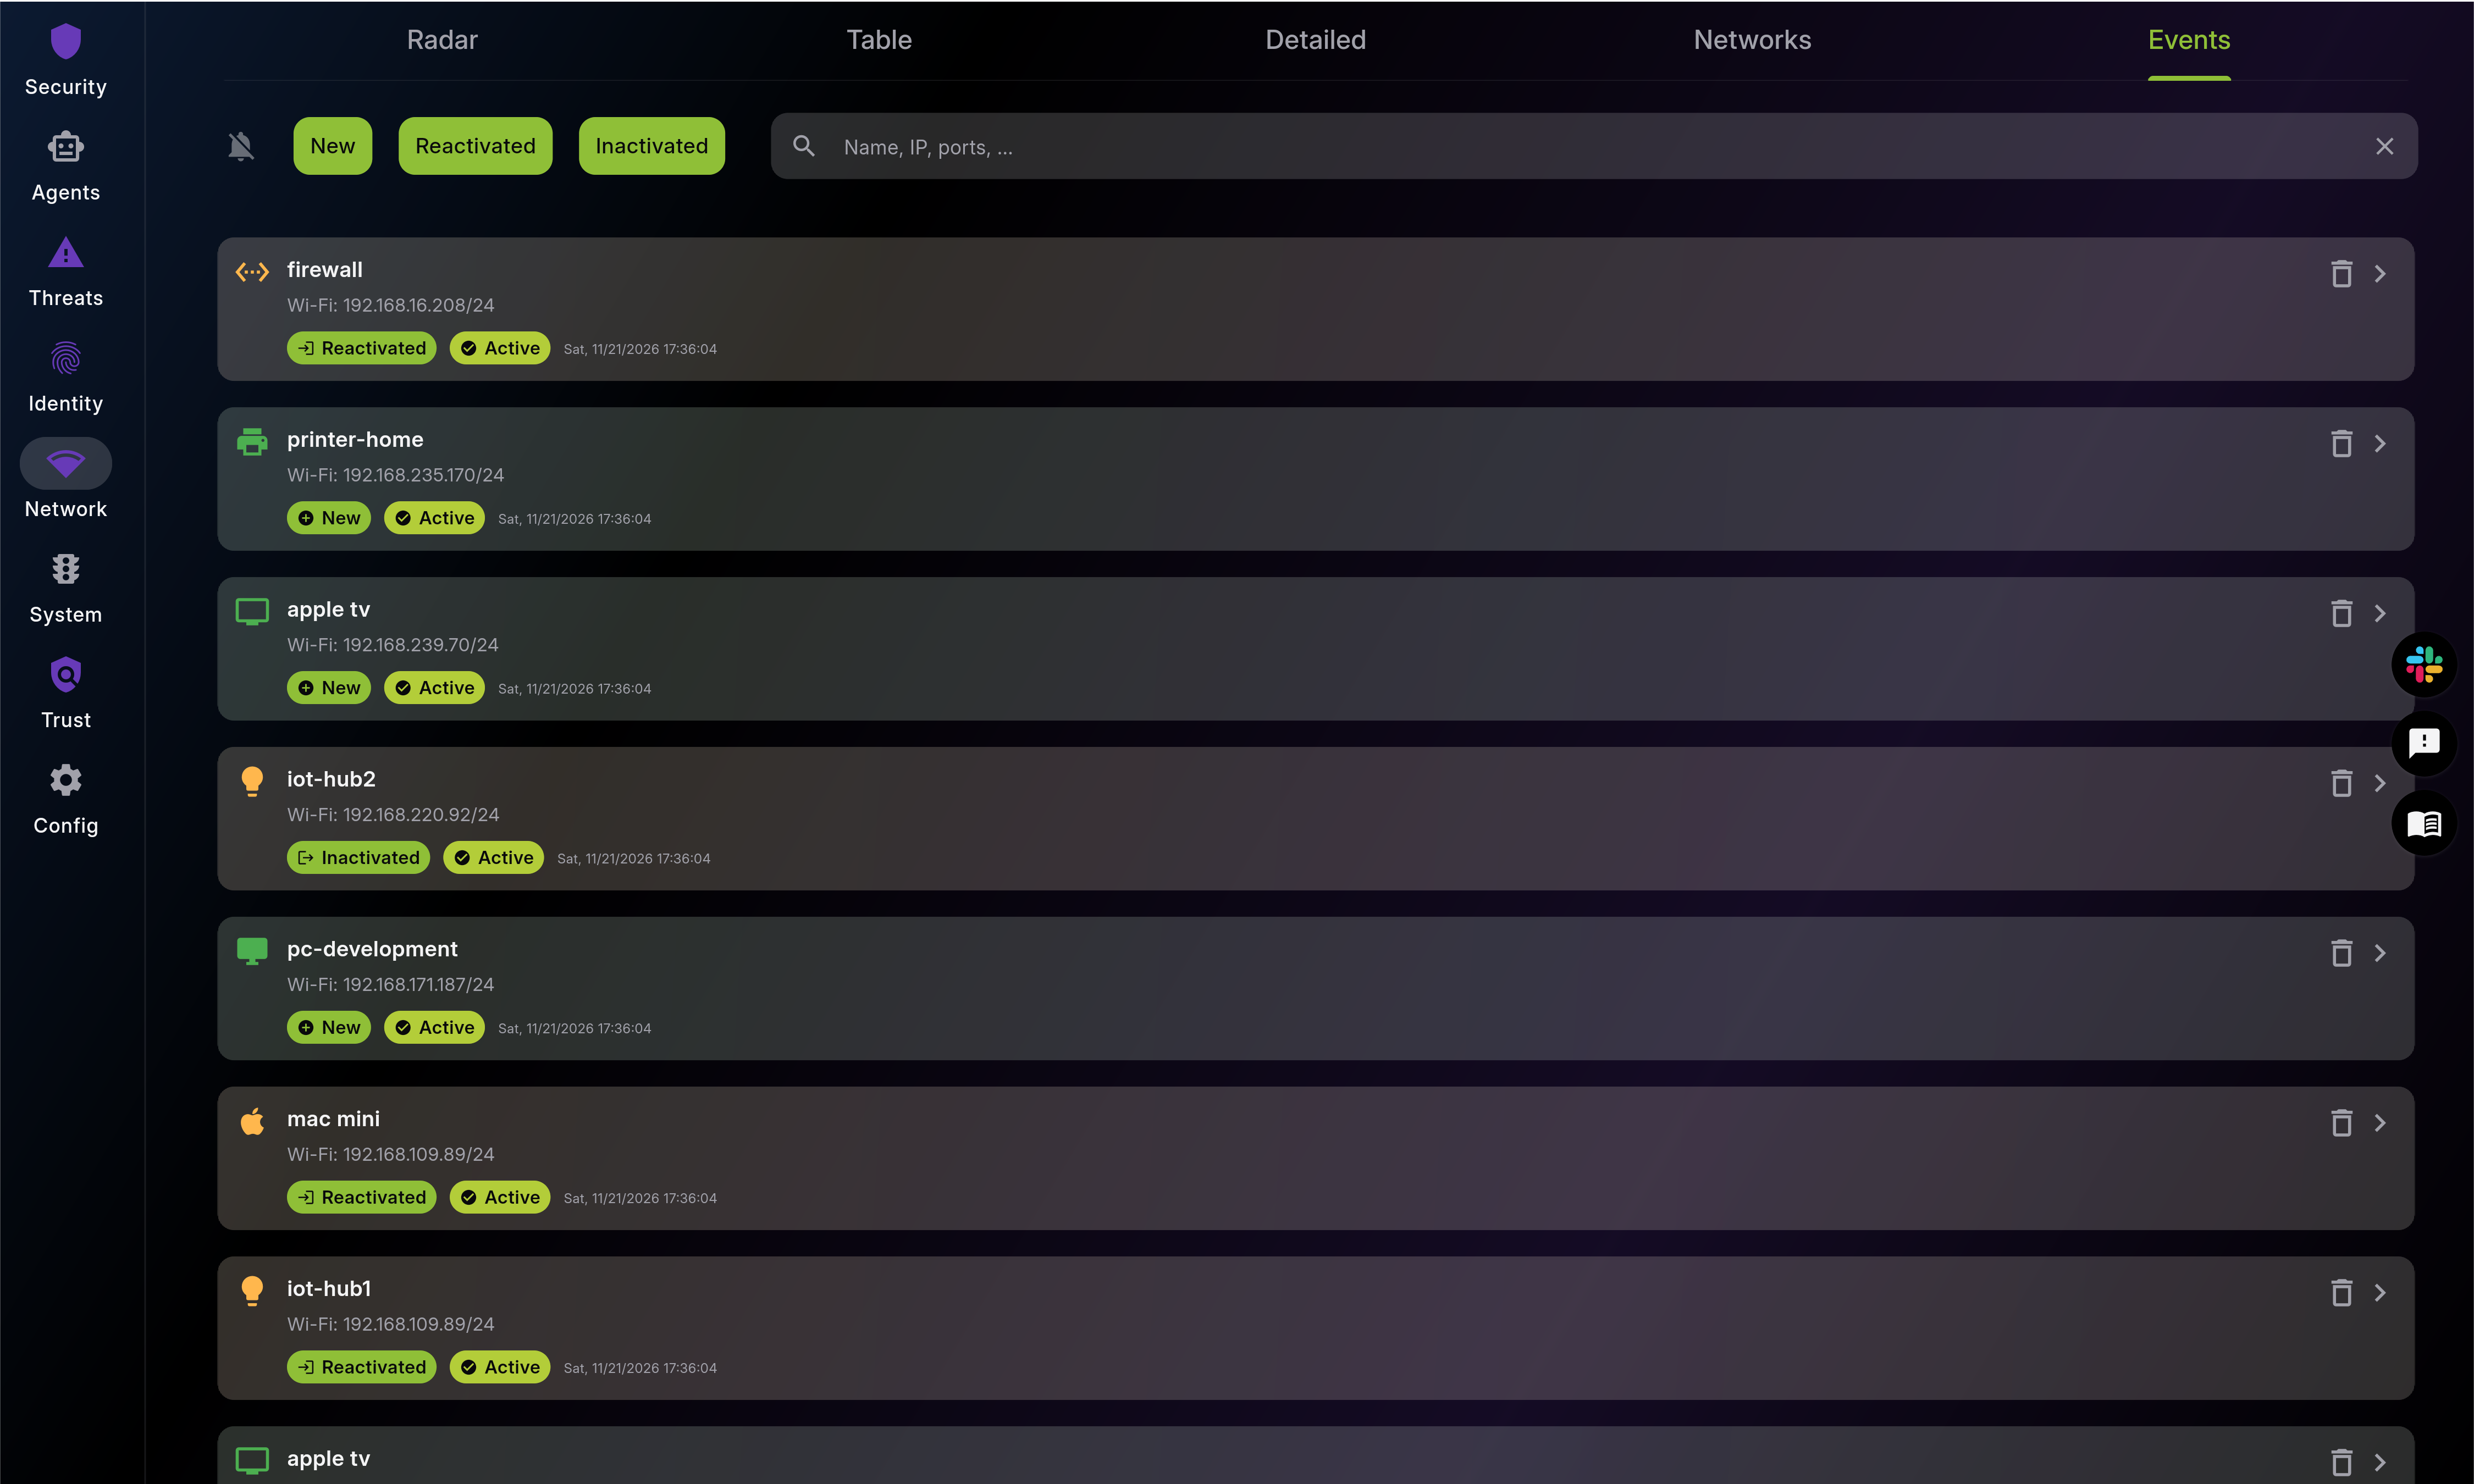 Radar Table Detailed Networks Events
Security
Agents
Threats
Identity
Network
System
Trust
Config
New Reactivated Inactivated Name, IP, ports, ...
firewall
Wi-Fi: 192.168.16.208/24
Reactivated Active Sat, 11/21/2026 17:36:04
printer-home
Wi-Fi: 192.168.235.170/24
New Active Sat, 11/21/2026 17:36:04
apple tv
Wi-Fi: 192.168.239.70/24
New Active Sat, 11/21/2026 17:36:04
iot-hub2
Wi-Fi: 192.168.220.92/24
Inactivated Active Sat, 11/21/2026 17:36:04
pc-development
Wi-Fi: 192.168.171.187/24
New Active Sat, 11/21/2026 17:36:04
mac mini
Wi-Fi: 192.168.109.89/24
Reactivated Active Sat, 11/21/2026 17:36:04
iot-hub1
Wi-Fi: 192.168.109.89/24
Reactivated Active Sat, 11/21/2026 17:36:04
apple tv